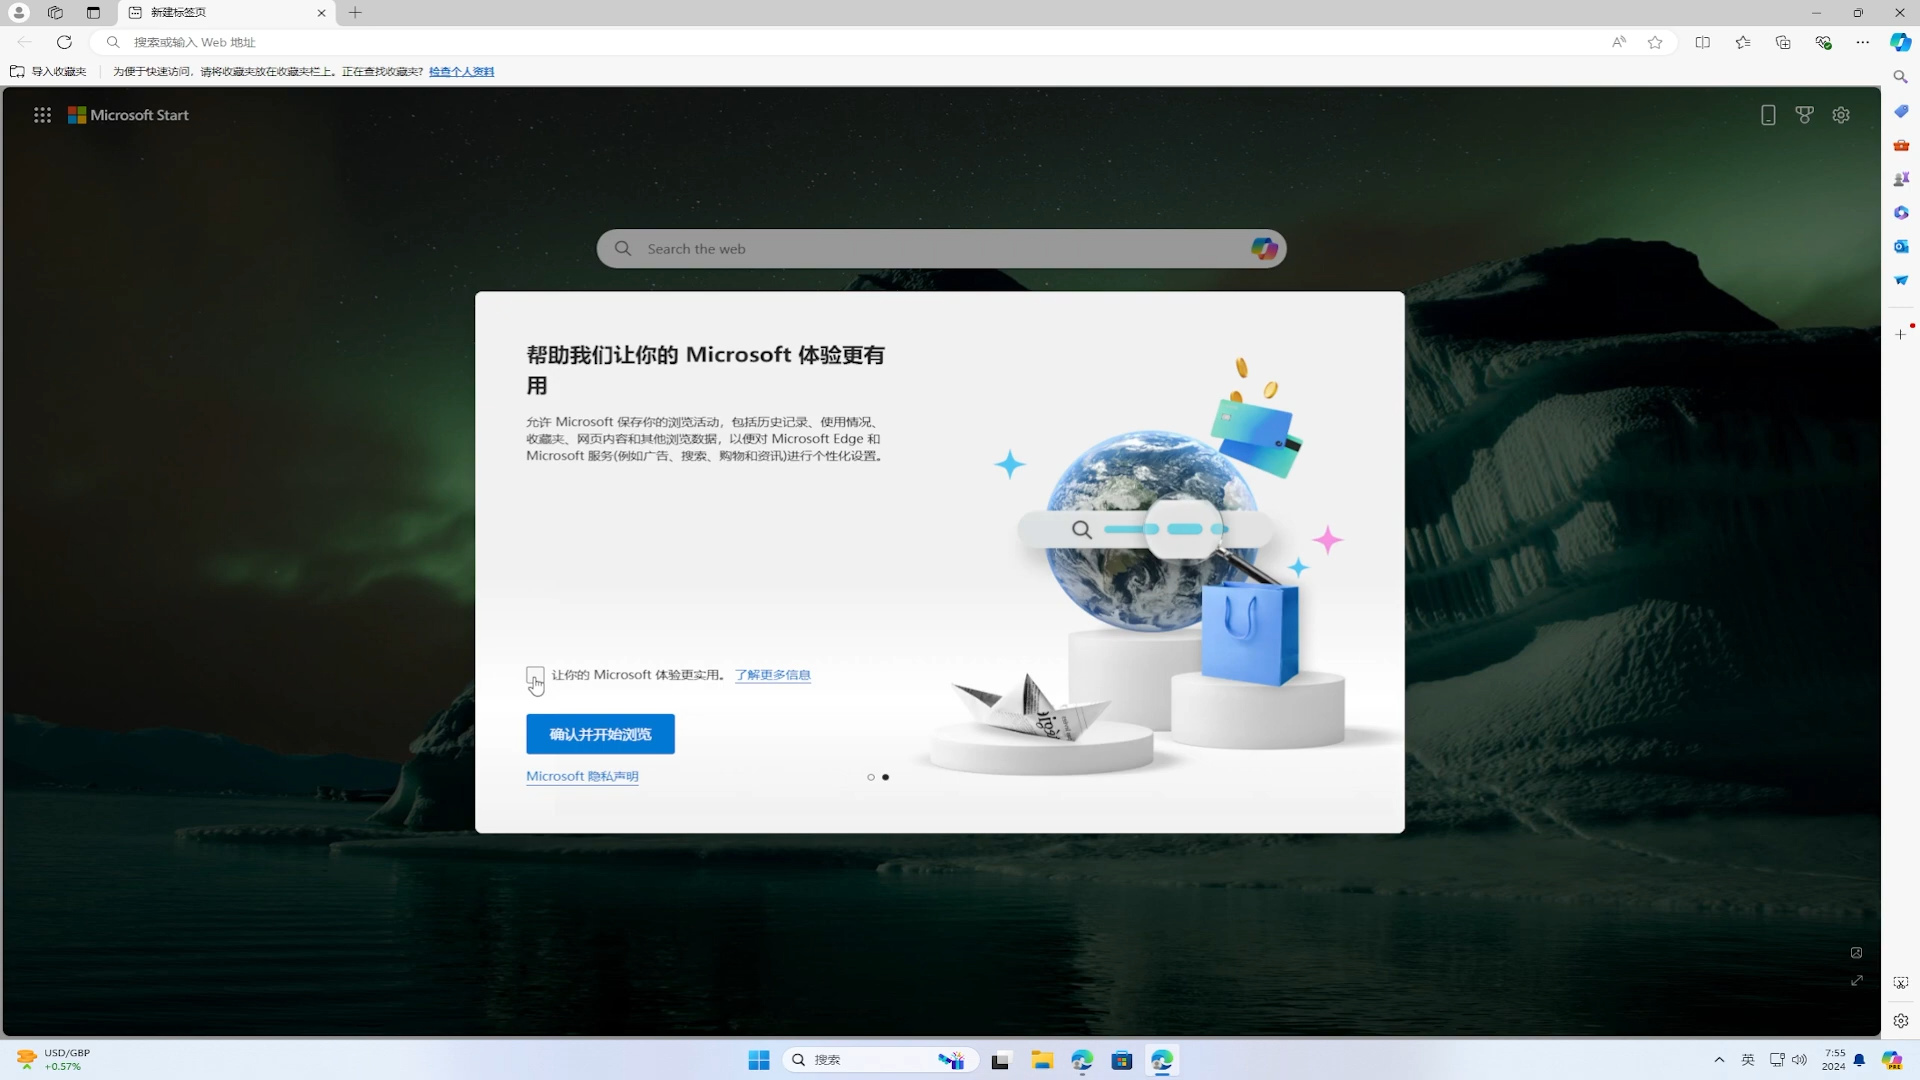 新建标签页
搜索或输入 Web 地址
导入收藏夹
为便于快速访问，请将收藏夹放在收藏夹栏上。正在查找收藏夹? 检查个人资料
Microsoft Start
Search the web
帮助我们让你的 Microsoft 体验更有
用
允许 Microsoft 保存你的浏览活动，包括历史记录、使用情况、
收藏夹、网页内容和其他浏览数据，以便对 Microsoft Edge 和
Microsoft 服务(例如广告、搜索、购物和资讯)进行个性化设置。
让你的 Microsoft 体验更实用。 了解更多信息
确认并开始浏览
Microsoft 隐私声明
USD/GBP
+0.57%
搜索
英
7:55
2024
PRE